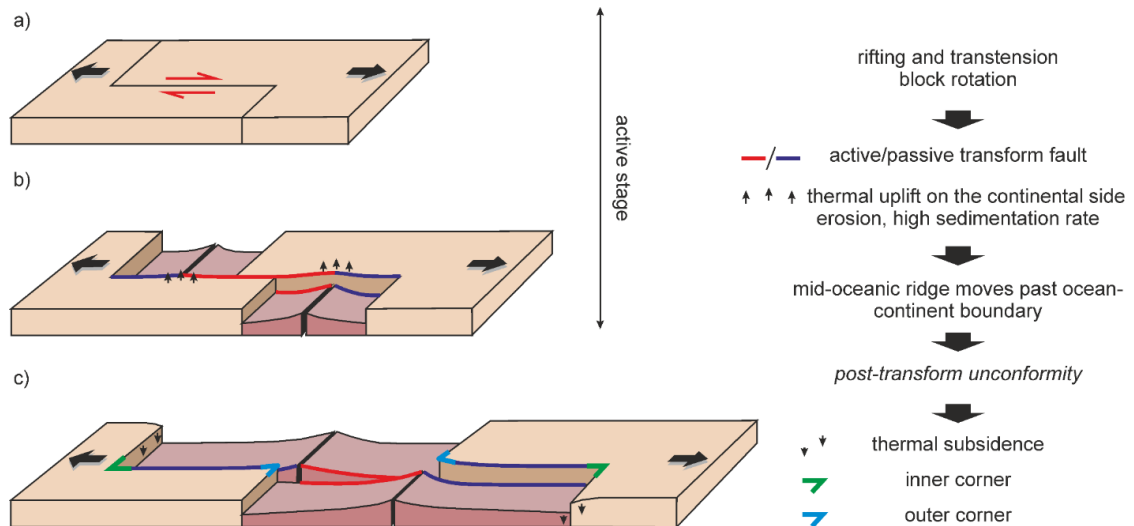 a)
rifting and transtension
block rotation
active stage
active/passive transform fault
b)
thermal uplift on the continental side
erosion, high sedimentation rate
mid-oceanic ridge moves past ocean-
continent boundary
c)
post-transform unconformity
thermal subsidence
inner corner
outer corner